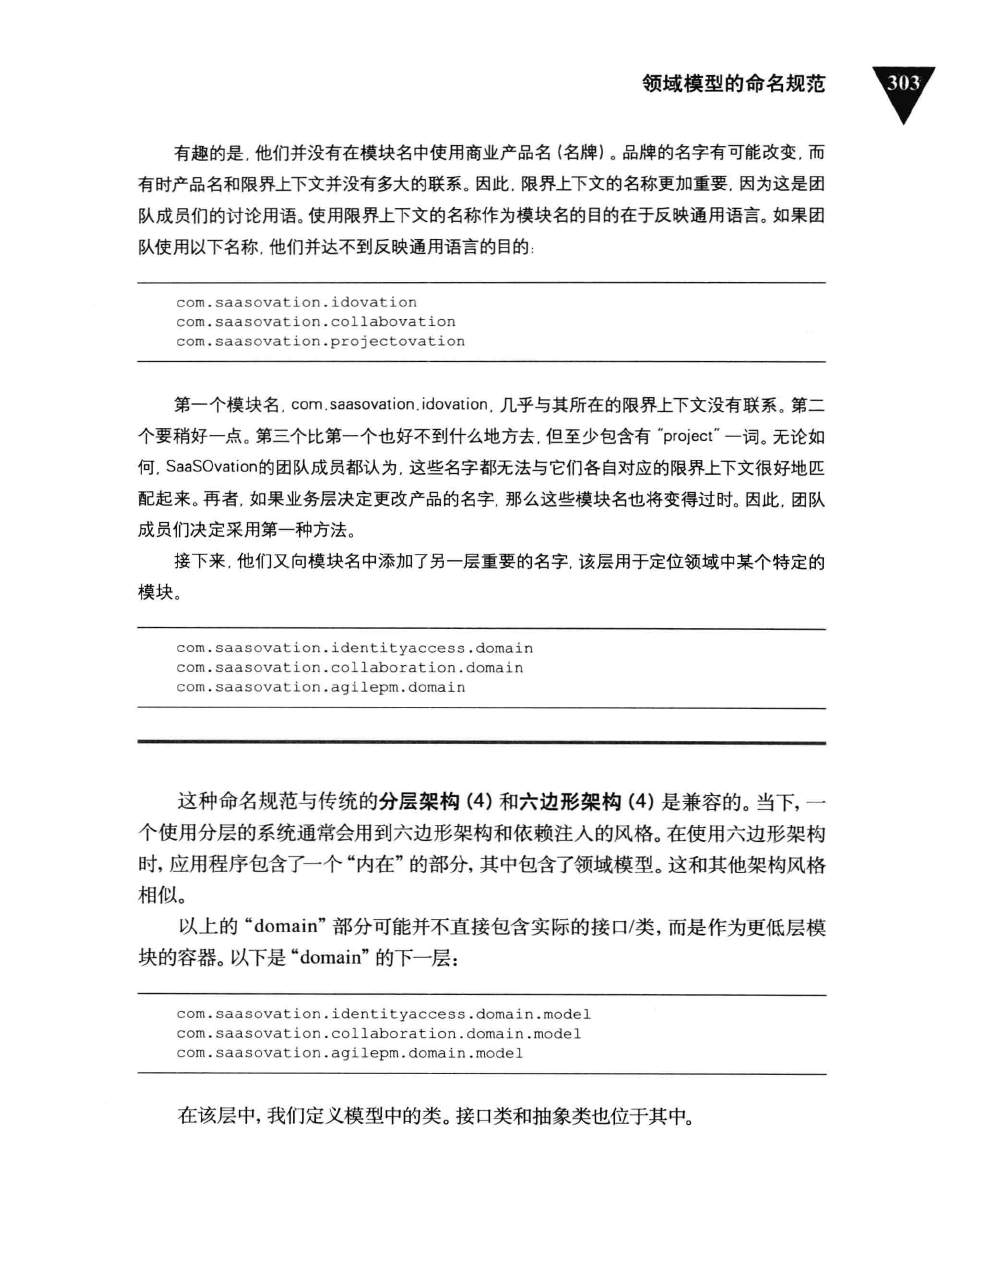 领域模型的命名规范
303
有趣的是, 他们并没有在模块名中使用商业产品名 (名牌) 。品牌的名字有可能改变, 而
有时产品名和限界上下文并没有多大的联系。因此, 限界上下文的名称更加重要, 因为这是团
队成员们的讨论用语。使用限界上下文的名称作为模块名的目的在于反映通用语言。如果团
队使用以下名称, 他们并达不到反映通用语言的目的:
com.saasovation.idovation
com.saasovation.collabovation
com.saasovation.projectovation
第一个模块名, com.saasovation.idovation, 几乎与其所在的限界上下文没有联系。第二
个要稍好一点。第三个比第一个也好不到什么地方去, 但至少包含有 “project” 一词。无论如
何, SaaSOvation的团队成员都认为, 这些名字都无法与它们各自对应的限界上下文很好地匹
配起来。再者, 如果业务层决定更改产品的名字, 那么这些模块名也将变得过时。因此, 团队
成员们决定采用第一种方法。
接下来, 他们又向模块名中添加了另一层重要的名字, 该层用于定位领域中某个特定的
模块。
com.saasovation.identityaccess.domain
com.saasovation.collaboration.domain
com.saasovation.agilepm.domain
这种命名规范与传统的分层架构 (4) 和六边形架构 (4) 是兼容的。当下, 一
个使用分层的系统通常会用到六边形架构和依赖注入的风格。在使用六边形架构
时, 应用程序包含了一个 “内在” 的部分, 其中包含了领域模型。这和其他架构风格
相似。
以上的 “domain” 部分可能并不直接包含实际的接口/类, 而是作为更低层模
块的容器。以下是 “domain” 的下一层:
com.saasovation.identityaccess.domain.model
com.saasovation.collaboration.domain.model
com.saasovation.agilepm.domain.model
在该层中, 我们定义模型中的类。接口类和抽象类也位于其中。